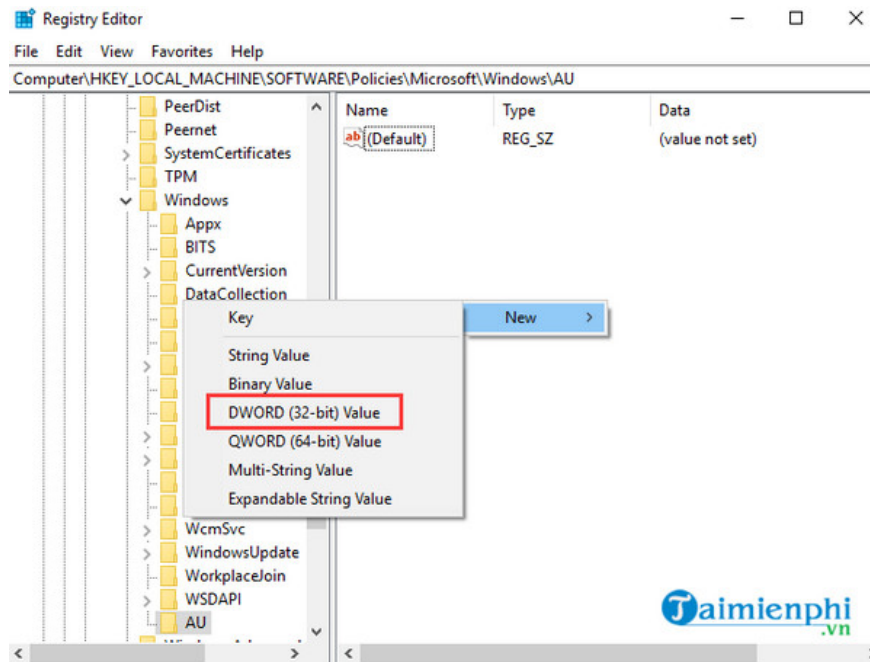 Registry Editor
File Edit View Favorites Help
Computer\HKEY_LOCAL_MACHINE\SOFTWARE\Policies\Microsoft\Windows\AU
PeerDist
Peernet
SystemCertificates
TPM
Windows
Appx
BITS
CurrentVersion
DataCollection
WcmSvc
WindowsUpdate
WorkplaceJoin
WSDAPI
AU
Name Type Data
ab (Default) REG_SZ (value not set)
New
Key
String Value
Binary Value
DWORD (32-bit) Value
QWORD (64-bit) Value
Multi-String Value
Expandable String Value
Taimienphi
.vn